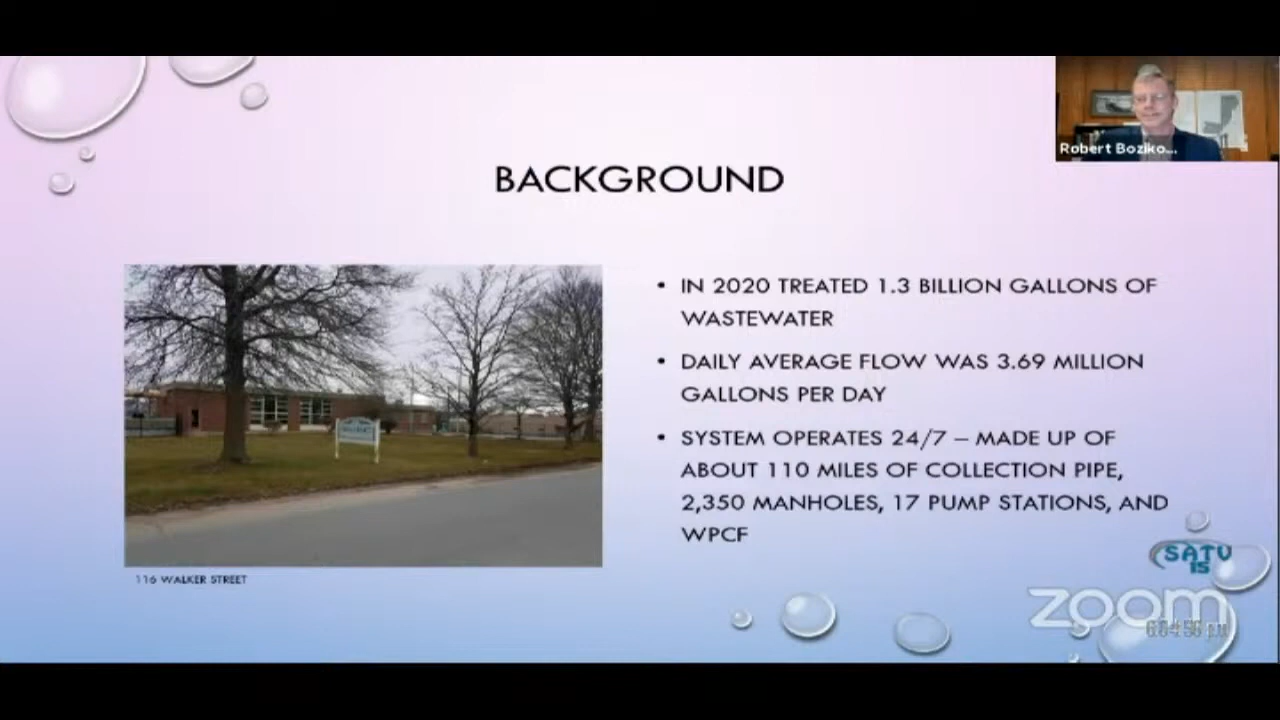 Robert Boziko...
BACKGROUND
• IN 2020 TREATED 1.3 BILLION GALLONS OF
WASTEWATER
• DAILY AVERAGE FLOW WAS 3.69 MILLION
GALLONS PER DAY
• SYSTEM OPERATES 24/7 – MADE UP OF
ABOUT 110 MILES OF COLLECTION PIPE,
2,350 MANHOLES, 17 PUMP STATIONS, AND
WPCF
116 WALKER STREET
SATV
15
zoom